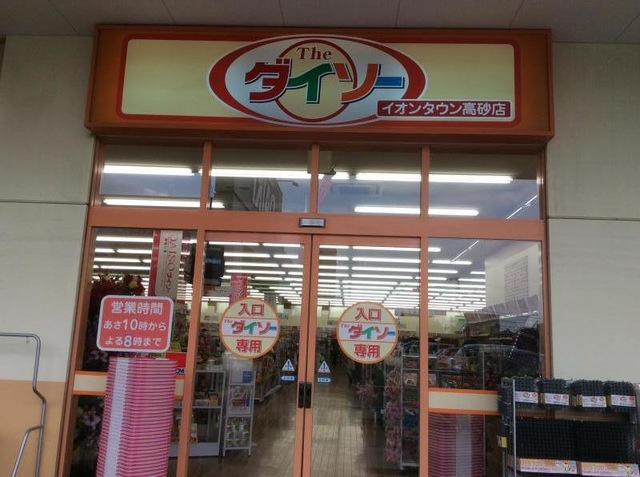 The
ダイソー
イオンタウン高砂店
営業時間
あさ10時から
よる8時まで
入口
The ダイソー
専用
入口
The ダイソー
専用